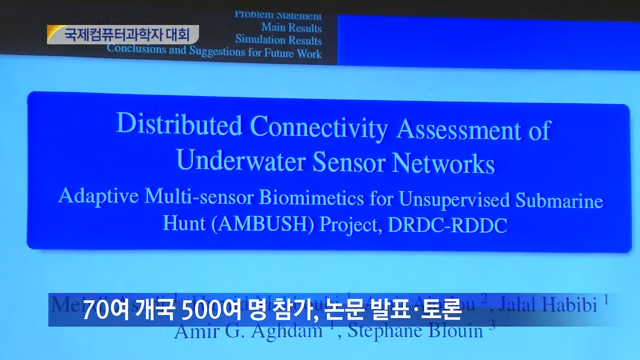 국제컴퓨터과학자 대회
Problem Statement
Main Results
Simulation Results
Conclusions and Suggestions for Future Work
Distributed Connectivity Assessment of
Underwater Sensor Networks
Adaptive Multi-sensor Biomimetics for Unsupervised Submarine
Hunt (AMBUSH) Project, DRDC-RDDC
70여 개국 500여 명 참가, 논문 발표·토론
2, Jalal Habibi 1
Amir G. Aghdam 1, Stephane Blouin 3